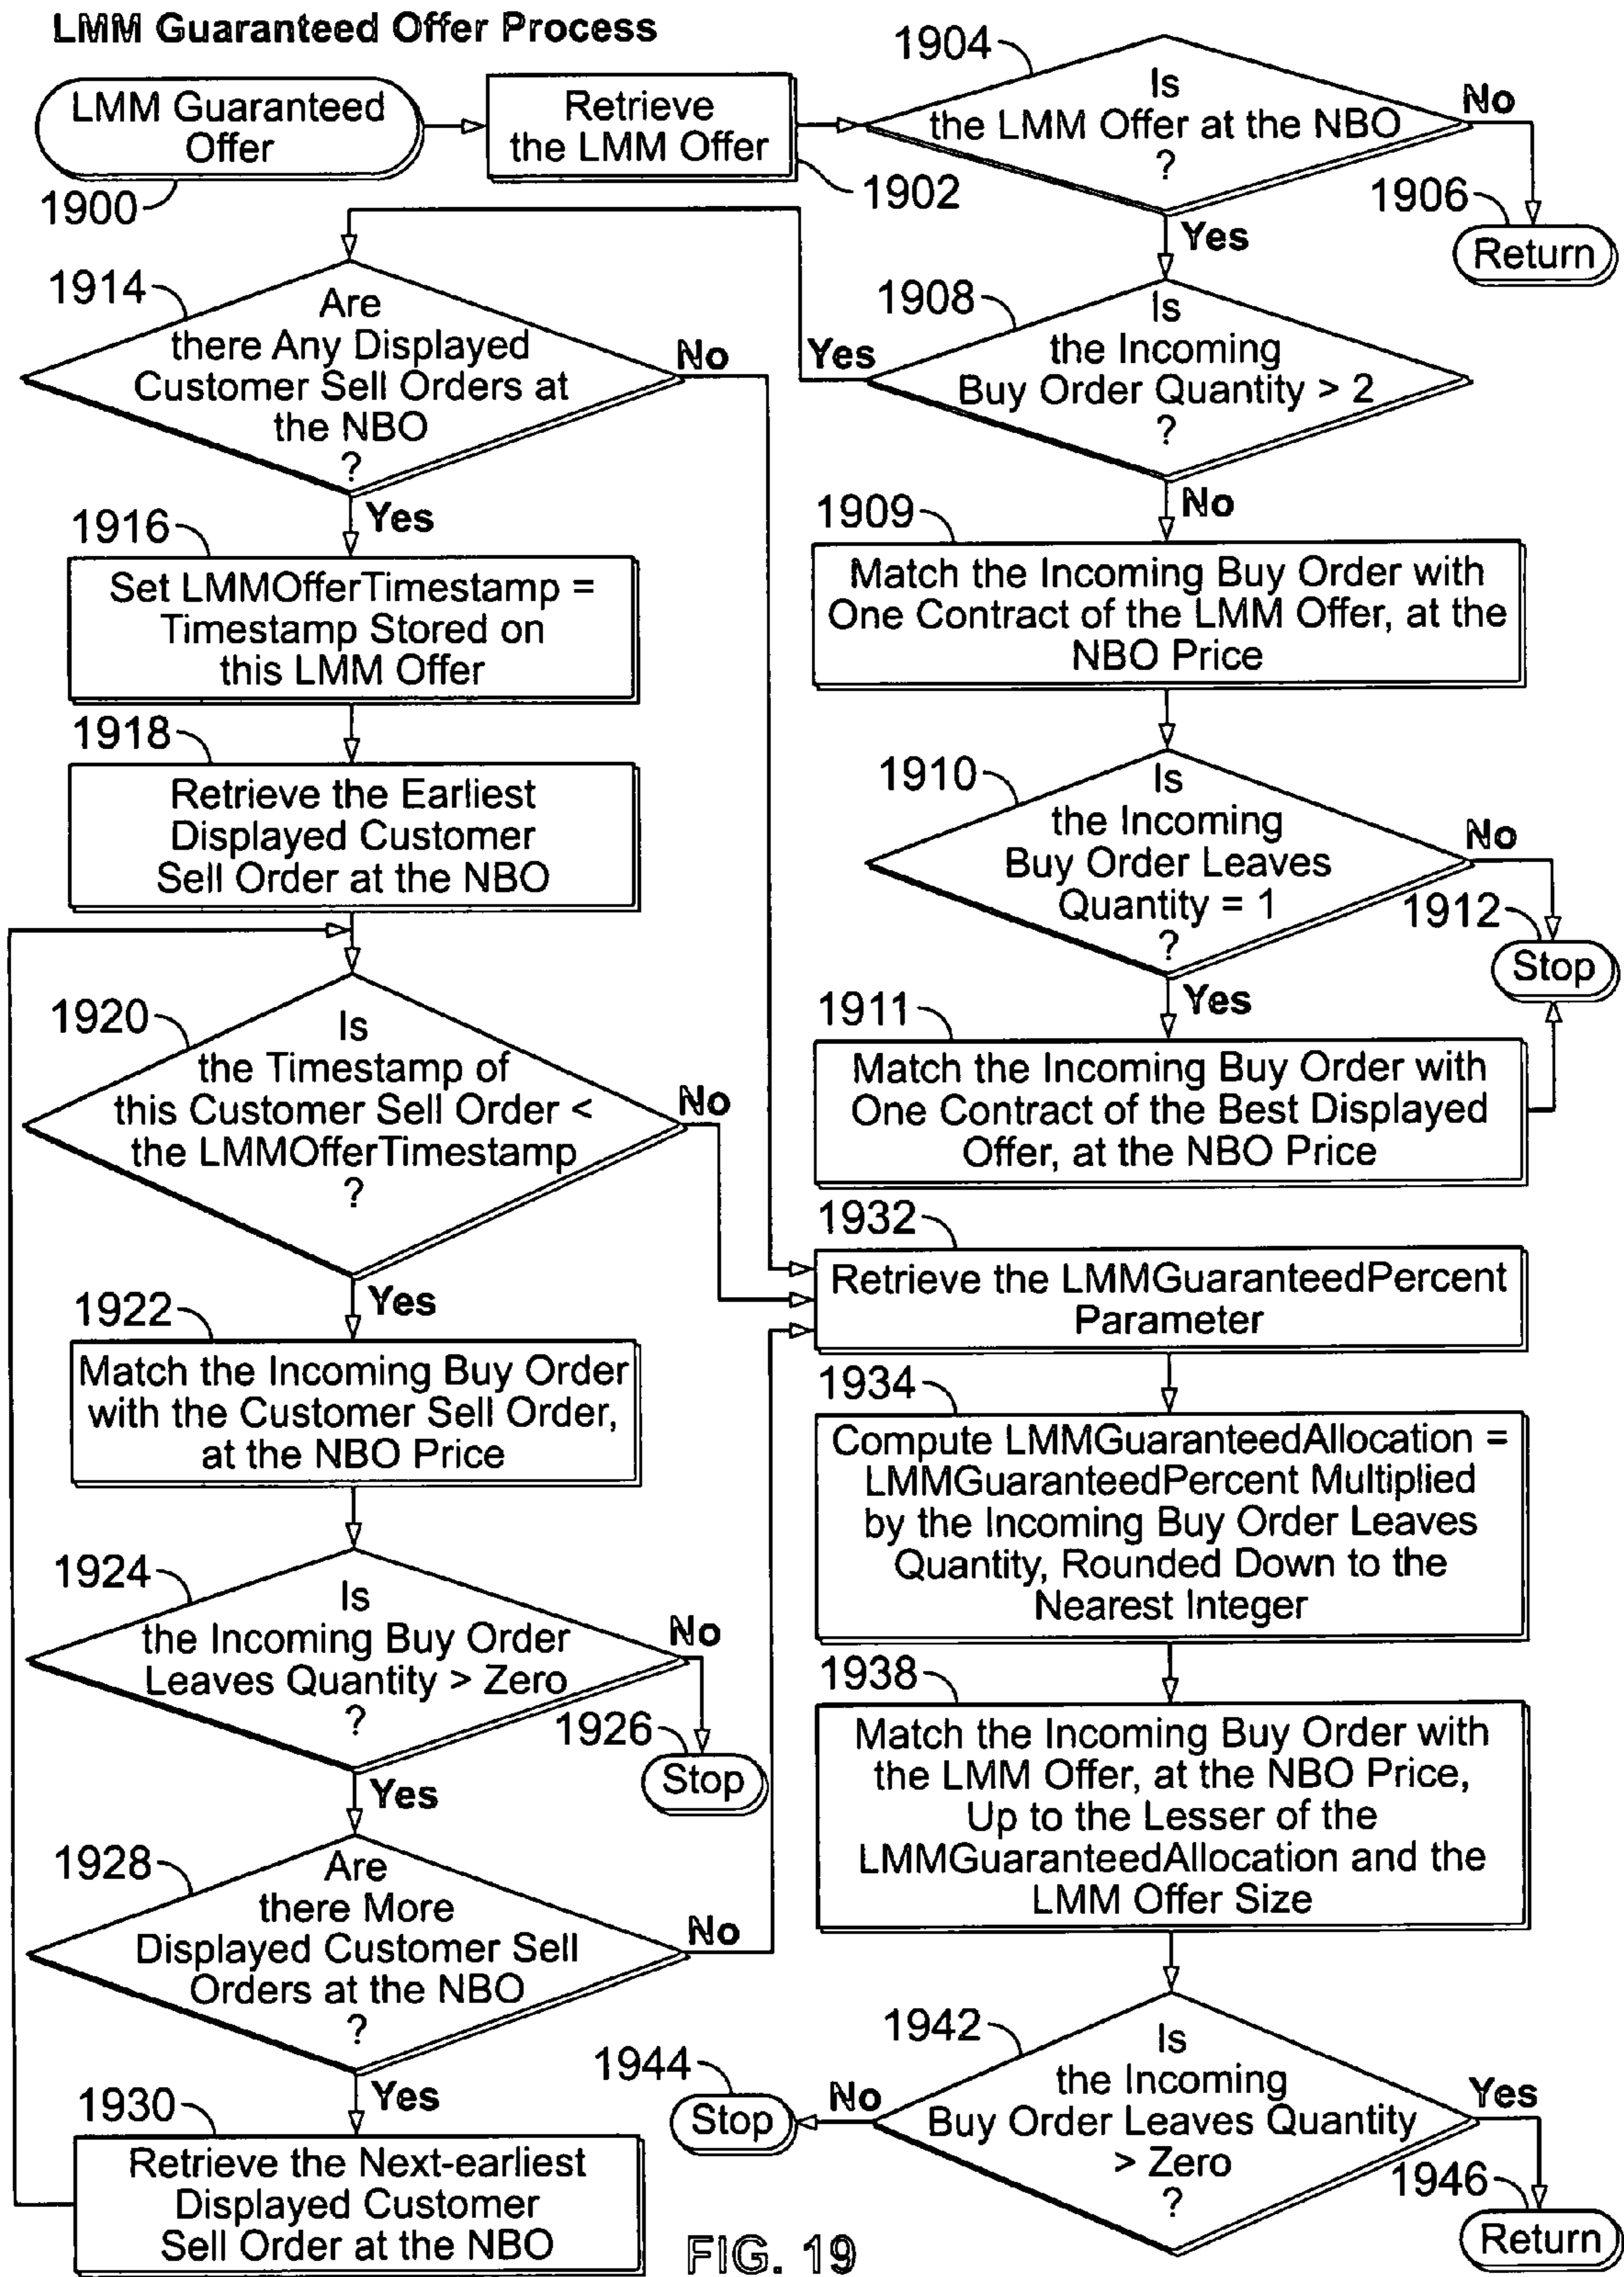 LMM Guaranteed Offer Process
LMM Guaranteed
Offer
1900
Retrieve
the LMM Offer
1902
1904
Is
the LMM Offer at the NBO
?
No
1906
Return
Yes
1908
Is
the Incoming
Buy Order Quantity > 2
?
Yes
No
1914
Are
there Any Displayed
Customer Sell Orders at
the NBO
?
No
Yes
1916
Set LMMOfferTimestamp =
Timestamp Stored on
this LMM Offer
1918
Retrieve the Earliest
Displayed Customer
Sell Order at the NBO
1920
Is
the Timestamp of
this Customer Sell Order <
the LMMOfferTimestamp
?
No
Yes
1922
Match the Incoming Buy Order
with the Customer Sell Order,
at the NBO Price
1924
Is
the Incoming Buy Order
Leaves Quantity > Zero
?
No
1926
Stop
Yes
1928
Are
there More
Displayed Customer Sell
Orders at the NBO
?
No
Yes
1930
Retrieve the Next-earliest
Displayed Customer
Sell Order at the NBO
1909
Match the Incoming Buy Order with
One Contract of the LMM Offer, at the
NBO Price
1910
Is
the Incoming
Buy Order Leaves
Quantity = 1
?
No
1912
Stop
Yes
1911
Match the Incoming Buy Order with
One Contract of the Best Displayed
Offer, at the NBO Price
1932
Retrieve the LMMGuaranteedPercent
Parameter
1934
Compute LMMGuaranteedAllocation =
LMMGuaranteedPercent Multiplied
by the Incoming Buy Order Leaves
Quantity, Rounded Down to the
Nearest Integer
1938
Match the Incoming Buy Order with
the LMM Offer, at the NBO Price,
Up to the Lesser of the
LMMGuaranteedAllocation and the
LMM Offer Size
1942
Is
the Incoming
Buy Order Leaves Quantity
> Zero
?
No
1944
Stop
Yes
1946
Return
FIG. 19